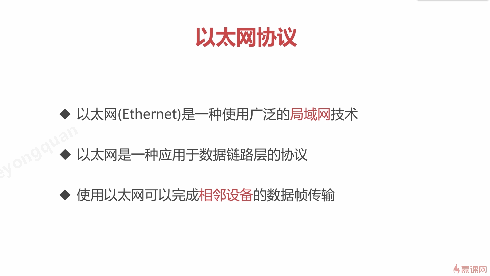 以太网协议
以太网(Ethernet)是一种使用广泛的局域网技术
以太网是一种应用于数据链路层的协议
使用以太网可以完成相邻设备的数据帧传输
慕课网